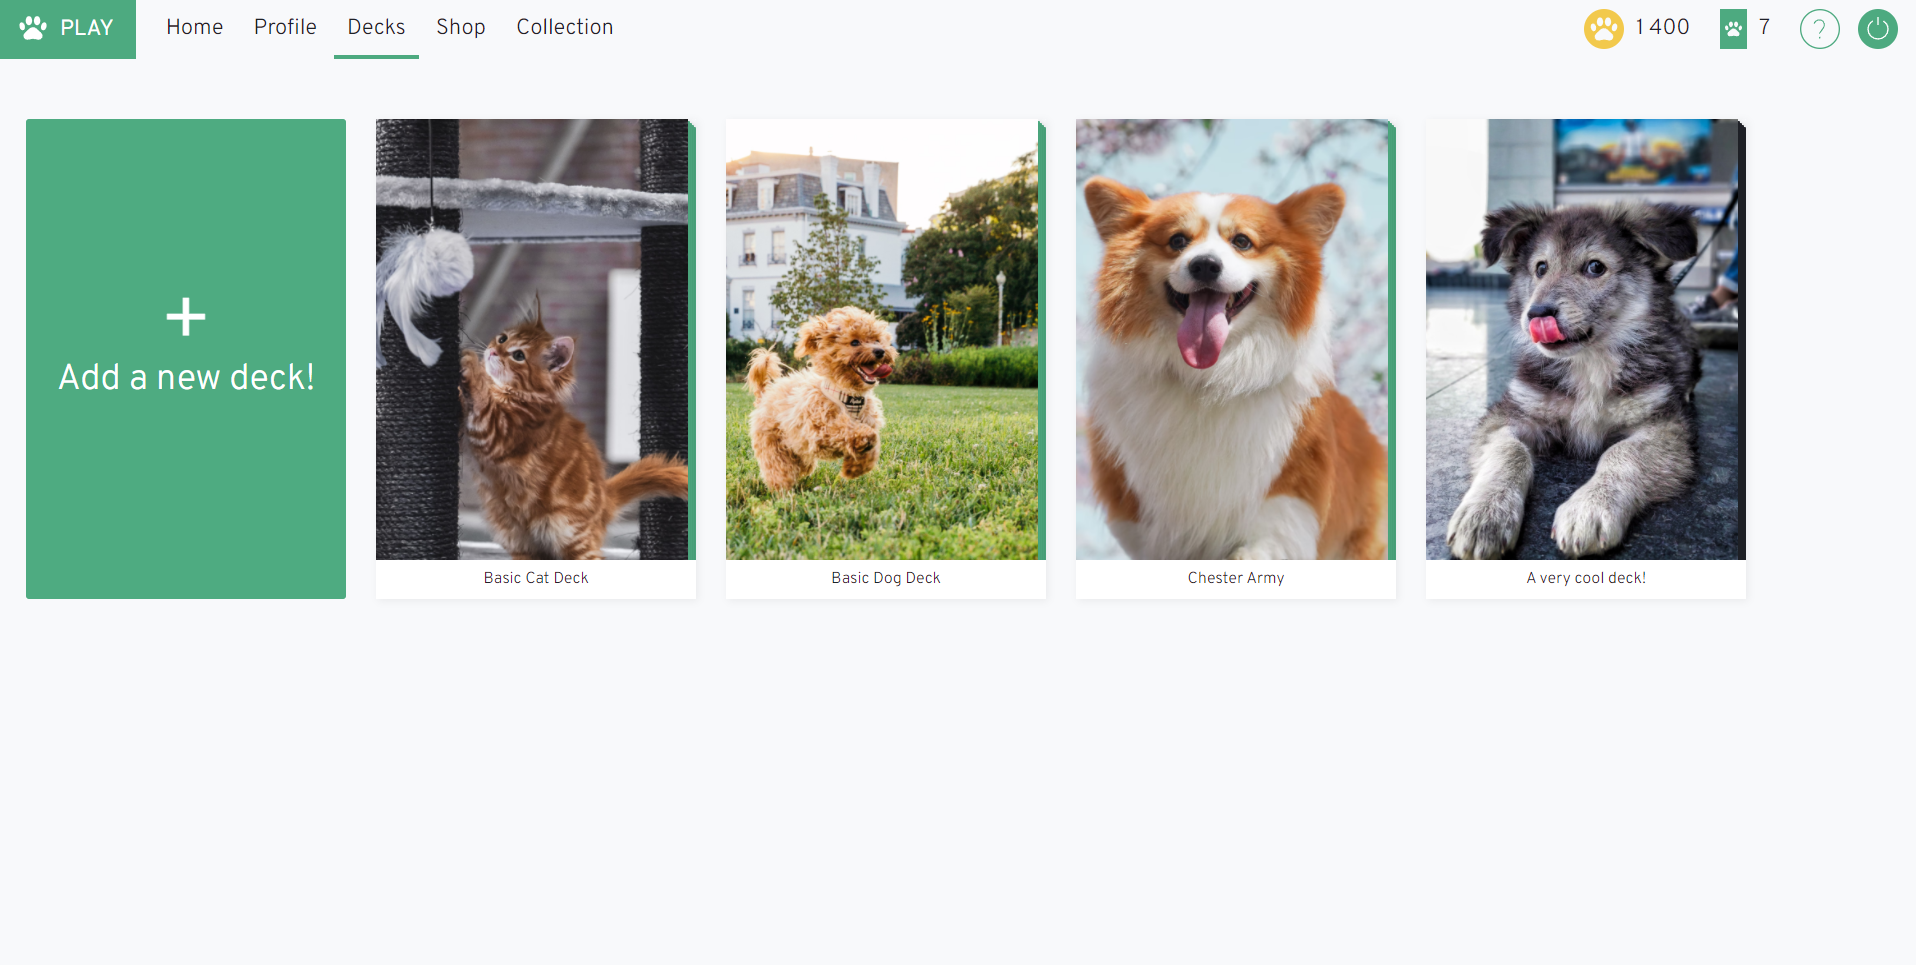 PLAY
Home
Profile
Decks
Shop
Collection
1 400
7
?
+
Add a new deck!
Basic Cat Deck
Basic Dog Deck
Chester Army
A very cool deck!